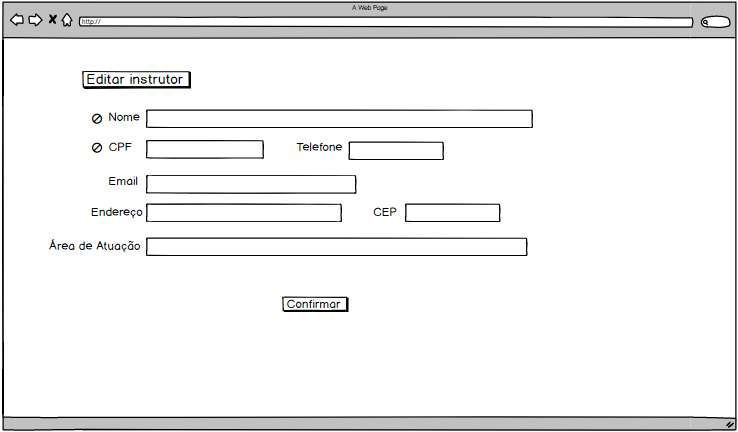 A Web Page
http://
Editar instrutor
Nome
CPF
Telefone
Email
Endereço
CEP
Área de Atuação
Confirmar